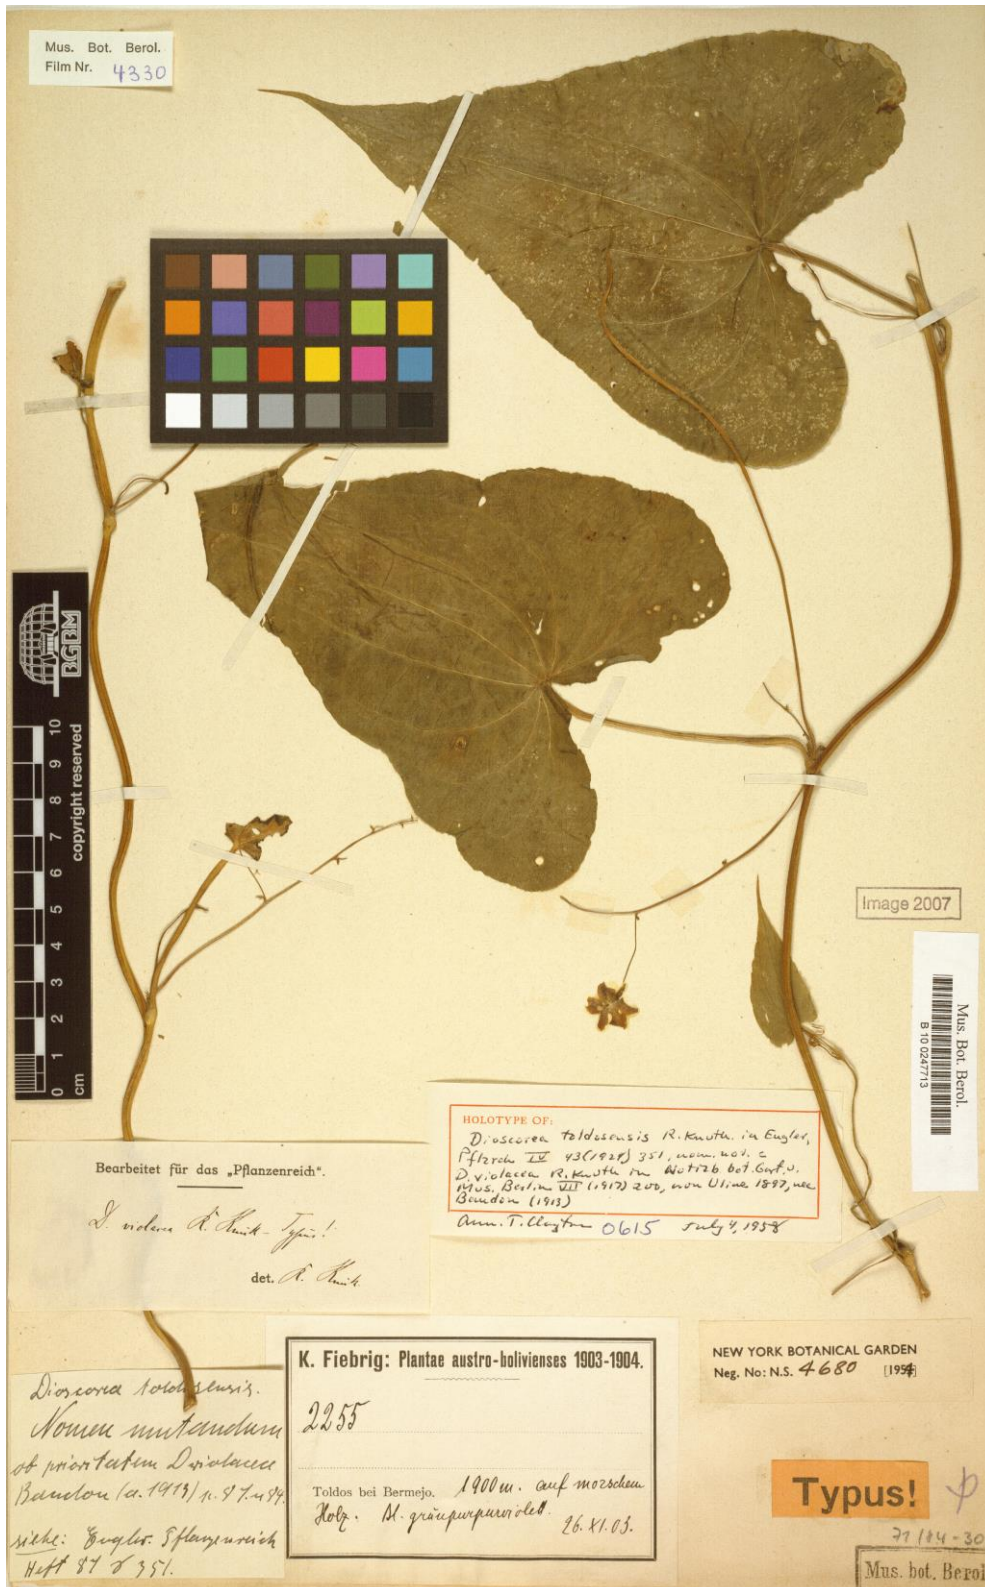 Mus. Bot. Berol.
Film Nr. 4330
BGBM
copyright reserved
10
9
8
7
6
5
4
3
2
1
0
cm
Image 2007
Mus. Bot. Berol.
B 10 0247713
HOLOTYPE OF:
Dioscorea toldosensis R. Knuth. in Engler,
Pflzrch IV 43 (1924) 351, nom. nov. c
D. violacea R. Knuth in Notizb. bot. Gart. u.
Mus. Berlin VII (1917) 200, non Uline 1897, nec
Baudon (1913)
Ann. T. Clayton 0615 July 4, 1958
Bearbeitet für das „Pflanzenreich“.
D. violacea R. Knuth - Typus!
det. R. Knuth
Dioscorea toldosensis.
Nomen mutandum
ob prioritatem D. violacea
Baudon (a. 1913) p. 87. u 89.
siehe: Engler. Pflanzenreich
Heft 87 351.
K. Fiebrig: Plantae austro-bolivienses 1903-1904.
2255
Toldos bei Bermejo. 1900m. auf morschem
Holz. Bl. grünpurpurviolett.
26.XI.03.
NEW YORK BOTANICAL GARDEN
Neg. No: N.S. 4680 [1954]
Typus!
71/84-30
Mus. bot. Berol